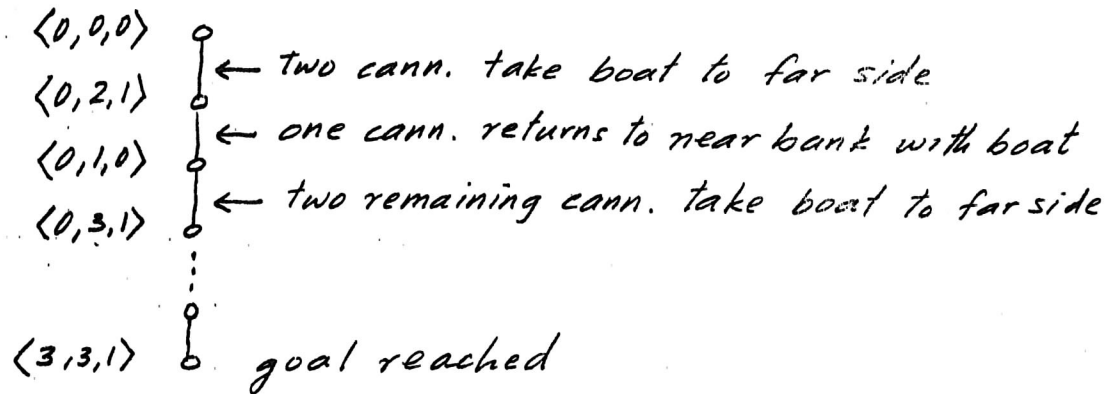 ⟨0,0,0⟩
← two cann. take boat to far side
⟨0,2,1⟩
← one cann. returns to near bank with boat
⟨0,1,0⟩
← two remaining cann. take boat to far side
⟨0,3,1⟩
⟨3,3,1⟩ goal reached